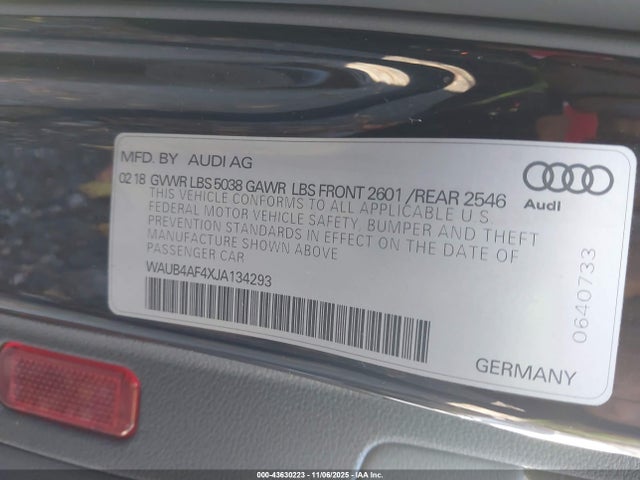 MFD. BY AUDI AG
02 18 GVWR LBS 5038 GAWR LBS FRONT 2601 / REAR 2546
THIS VEHICLE CONFORMS TO ALL APPLICABLE U S.
FEDERAL MOTOR VEHICLE SAFETY, BUMPER AND THEFT
PREVENTION STANDARDS IN EFFECT ON THE DATE OF
MANUFACTURE SHOWN ABOVE
PASSENGER CAR
WAUB4AF4XJA134293
Audi
0640733
GERMANY
000-43630223 - 11/06/2025 - IAAI.com